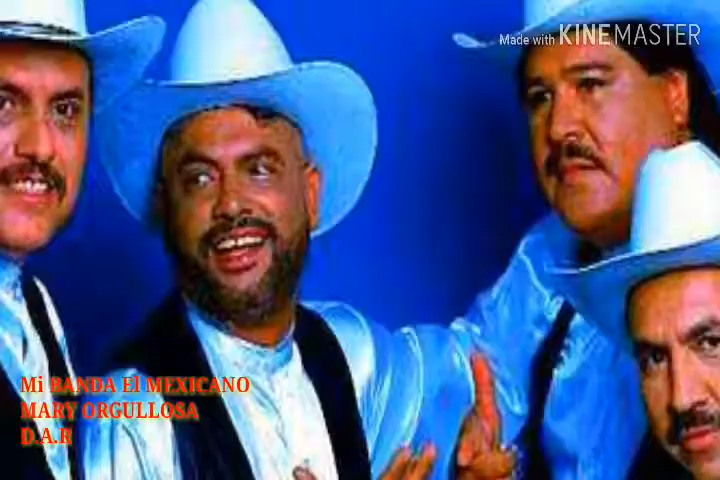 Made with KINEMASTER
Mi BANDA El MEXICANO
MARY ORGULLOSA
D.A.R